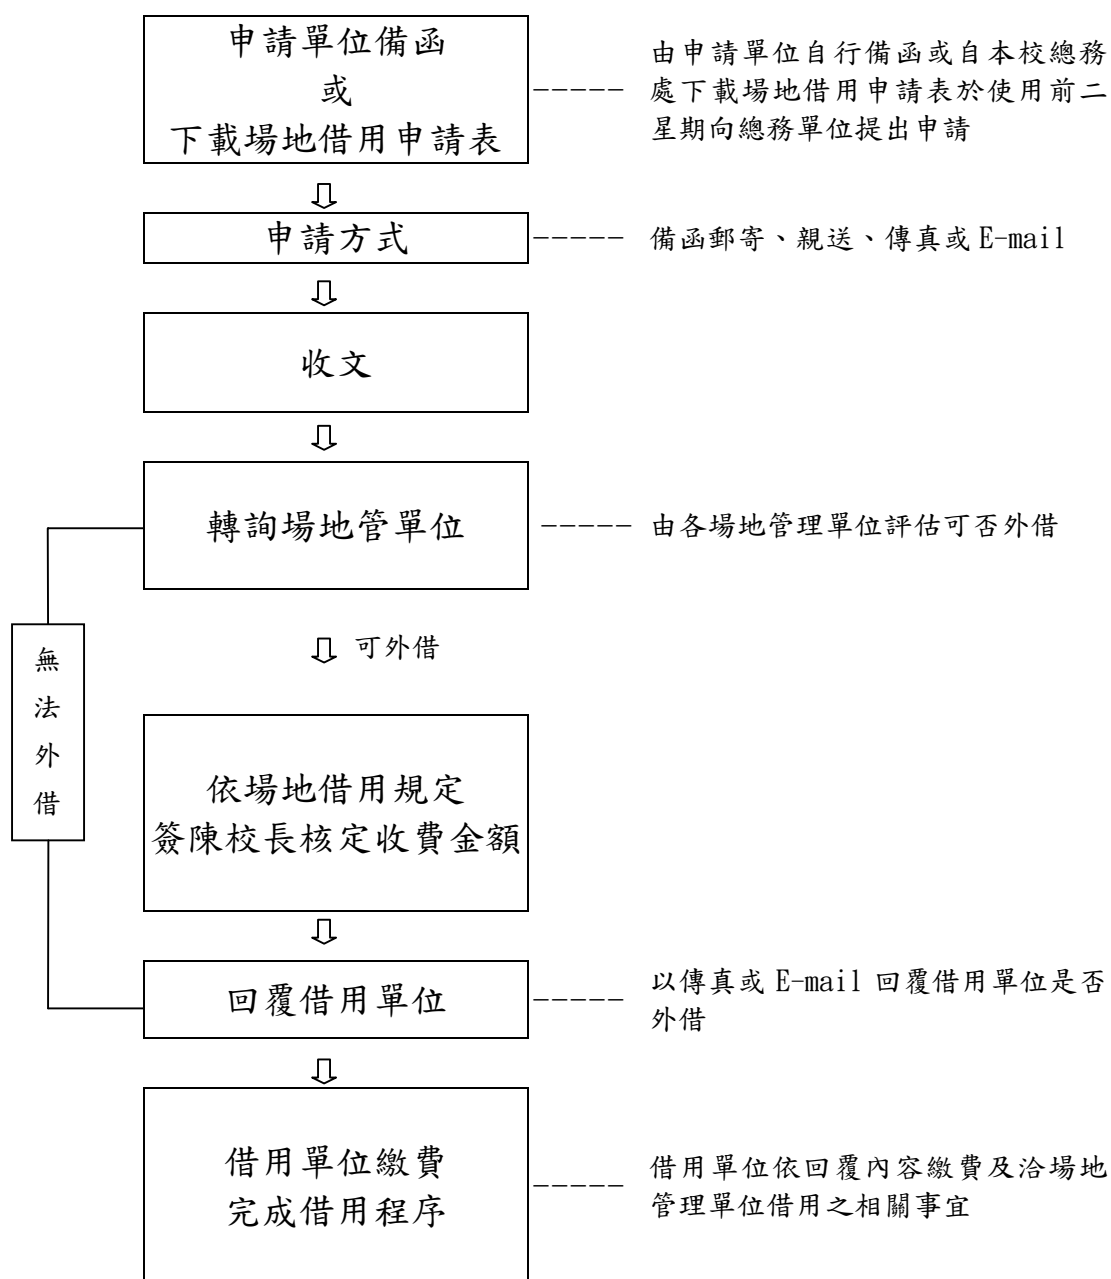 申請單位備函
或
下載場地借用申請表
由申請單位自行備函或自本校總務
處下載場地借用申請表於使用前二
星期向總務單位提出申請
申請方式
備函郵寄、親送、傳真或 E-mail
收文
轉詢場地管單位
由各場地管理單位評估可否外借
無
法
外
借
可外借
依場地借用規定
簽陳校長核定收費金額
回覆借用單位
以傳真或 E-mail 回覆借用單位是否
外借
借用單位繳費
完成借用程序
借用單位依回覆內容繳費及洽場地
管理單位借用之相關事宜